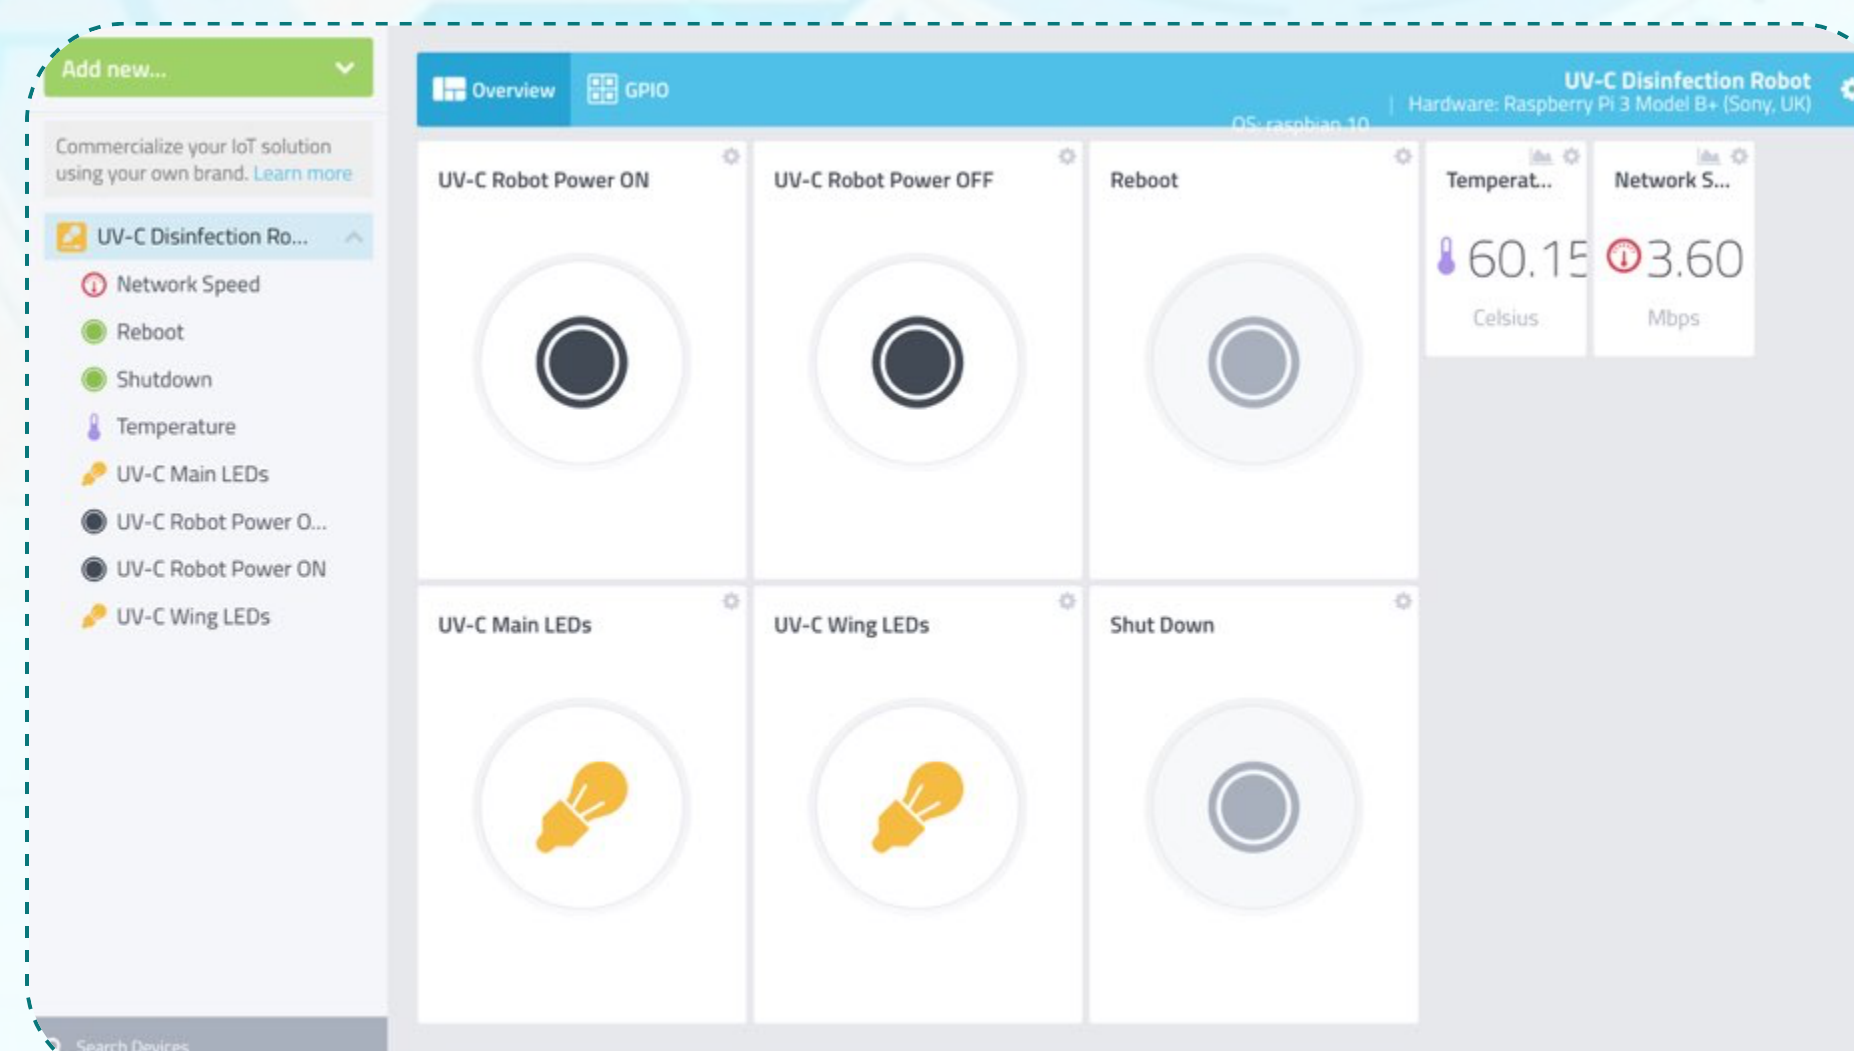 Add new...
Commercialize your IoT solution
using your own brand. Learn more
UV-C Disinfection Ro...
Network Speed
Reboot
Shutdown
Temperature
UV-C Main LEDs
UV-C Robot Power O...
UV-C Robot Power ON
UV-C Wing LEDs
Search Devices
Overview
GPIO
UV-C Disinfection Robot
Hardware: Raspberry Pi 3 Model B+ (Sony, UK)
OS: raspbian 10
UV-C Robot Power ON
UV-C Robot Power OFF
Reboot
Temperat...
60.15
Celsius
Network S...
3.60
Mbps
UV-C Main LEDs
UV-C Wing LEDs
Shut Down